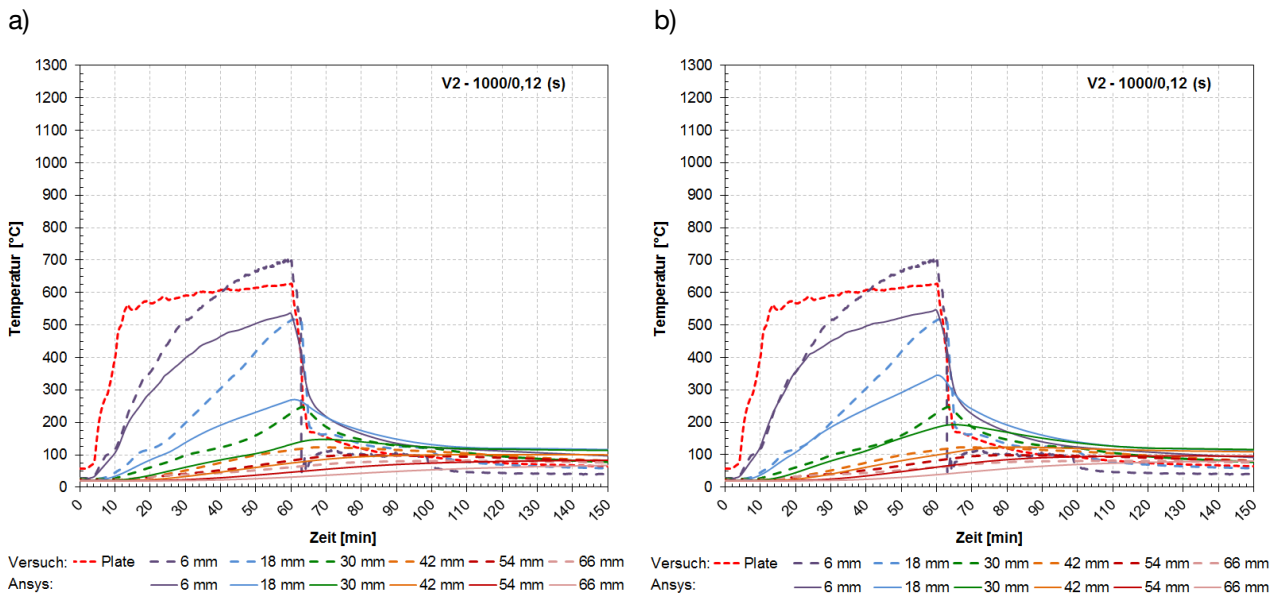 a)
V2 - 1000/0,12 (s)
Temperatur [°C]
1300
1200
1100
1000
900
800
700
600
500
400
300
200
100
0
0 10 20 30 40 50 60 70 80 90 100 110 120 130 140 150
Zeit [min]
Versuch: Plate 6 mm 18 mm 30 mm 42 mm 54 mm 66 mm
Ansys: 6 mm 18 mm 30 mm 42 mm 54 mm 66 mm
b)
V2 - 1000/0,12 (s)
Temperatur [°C]
1300
1200
1100
1000
900
800
700
600
500
400
300
200
100
0
0 10 20 30 40 50 60 70 80 90 100 110 120 130 140 150
Zeit [min]
Versuch: Plate 6 mm 18 mm 30 mm 42 mm 54 mm 66 mm
Ansys: 6 mm 18 mm 30 mm 42 mm 54 mm 66 mm